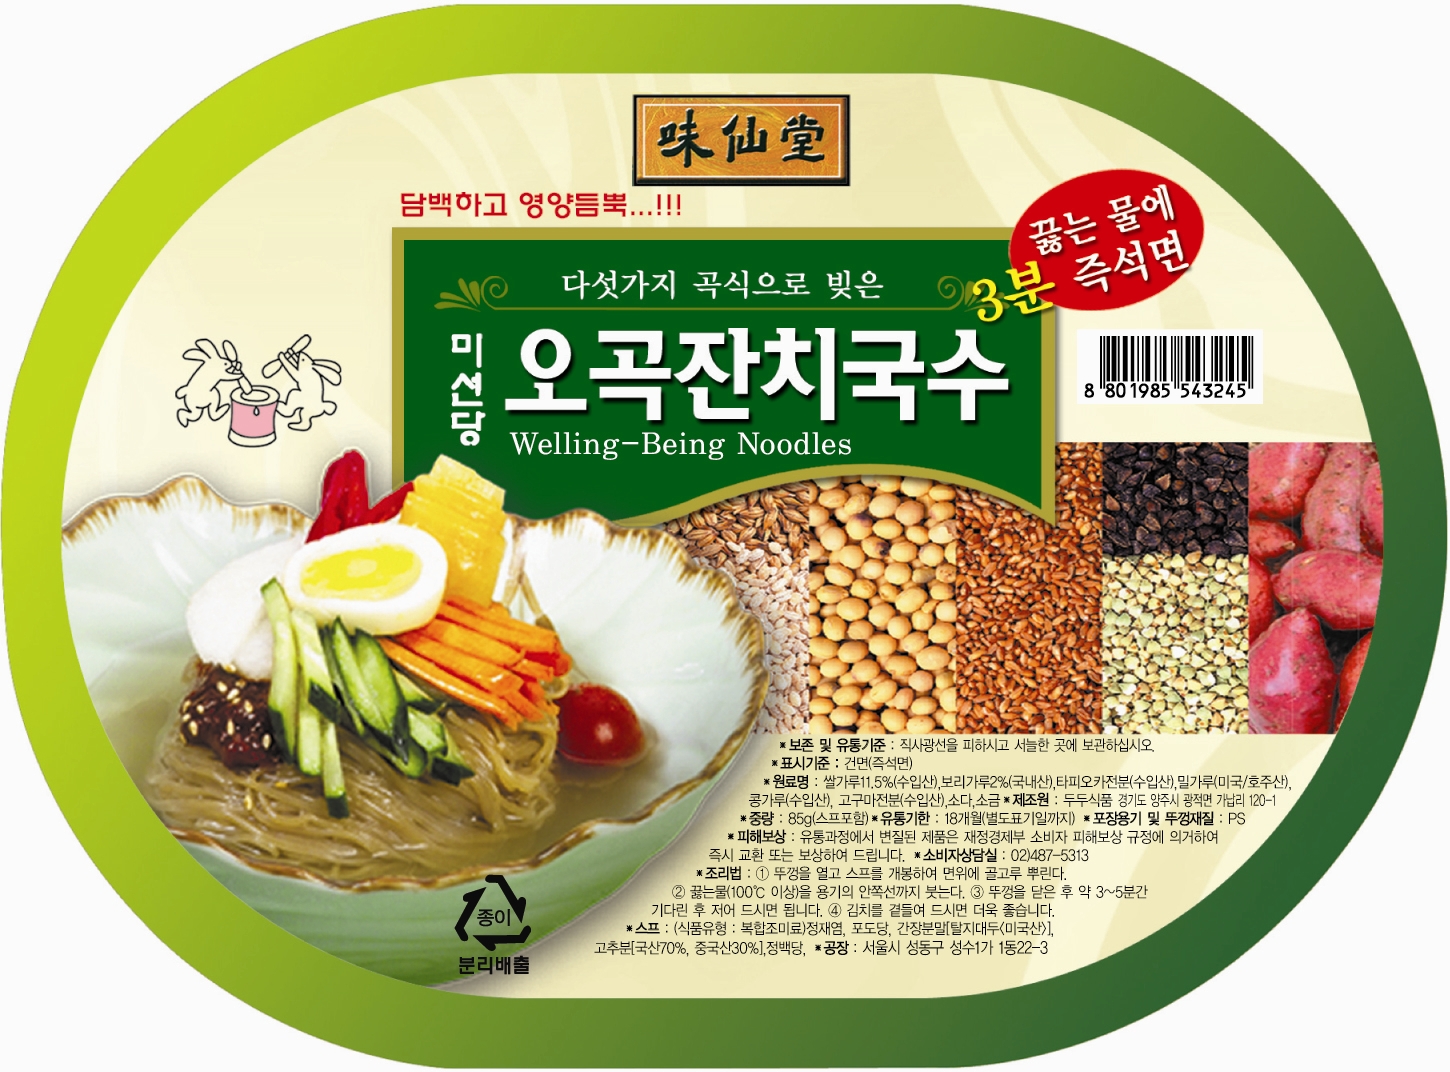 味仙堂
담백하고 영양듬뿍...!!!
끓는 물에
3분 즉석면
다섯가지 곡식으로 빚은
미선당
오곡잔치국수
Welling-Being Noodles
8 801985 543245
＊보존 및 유통기준 : 직사광선을 피하시고 서늘한 곳에 보관하십시오.
＊표시기준 : 건면(즉석면)
＊원료명 : 쌀가루11.5%(수입산),보리가루2%(국내산),타피오카전분(수입산),밀가루(미국/호주산),
콩가루(수입산), 고구마전분(수입산),소다,소금＊제조원 : 두두식품 경기도 양주시 광적면 가납리 120-1
＊중량 : 85g(스프포함)＊유통기한 : 18개월(별도표기일까지) ＊포장용기 및 뚜껑재질 : PS
＊피해보상 : 유통과정에서 변질된 제품은 재정경제부 소비자 피해보상 규정에 의거하여
즉시 교환 또는 보상하여 드립니다. ＊소비자상담실 : 02)487-5313
＊조리법 : ① 뚜껑을 열고 스프를 개봉하여 면위에 골고루 뿌린다.
② 끓는물(100℃ 이상)을 용기의 안쪽선까지 붓는다. ③ 뚜껑을 닫은 후 약 3~5분간
기다린 후 저어 드시면 됩니다. ④ 김치를 곁들여 드시면 더욱 좋습니다.
＊스프 : (식품유형 : 복합조미료)정재염, 포도당, 간장분말[탈지대두〈미국산〉],
고추분[국산70%, 중국산30%],정백당, ＊공장 : 서울시 성동구 성수1가 1동22-3
종이
분리배출